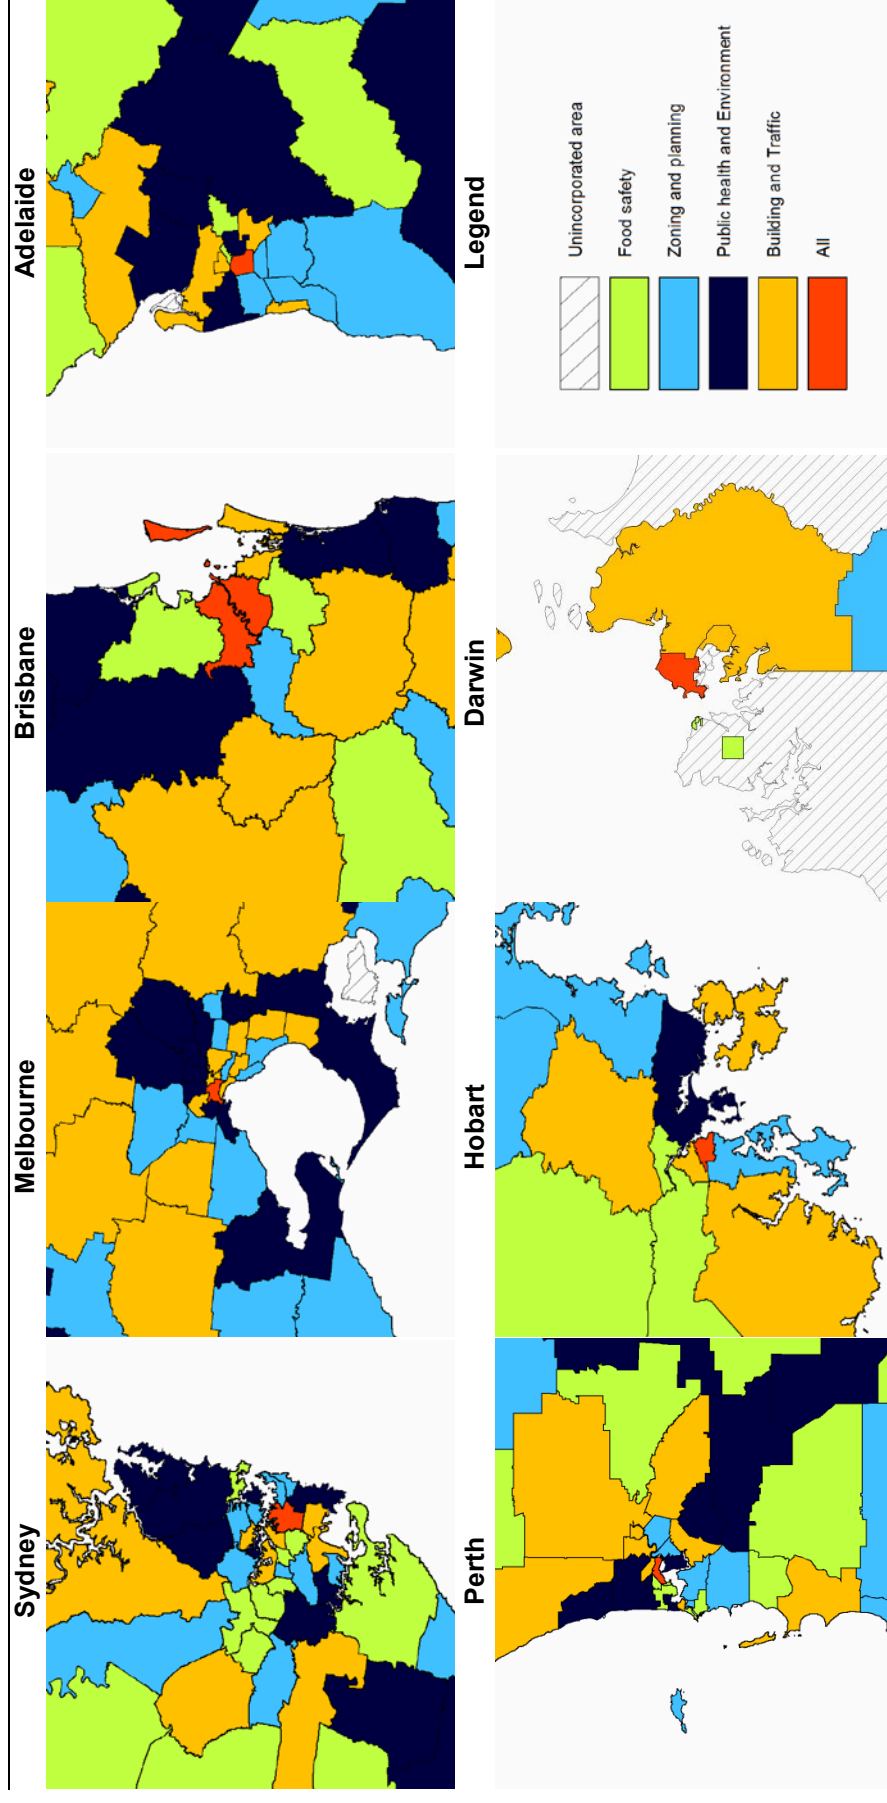 Sydney
Melbourne
Brisbane
Adelaide
Perth
Hobart
Darwin
Legend
Unincorporated area
Food safety
Zoning and planning
Public health and Environment
Building and Traffic
All